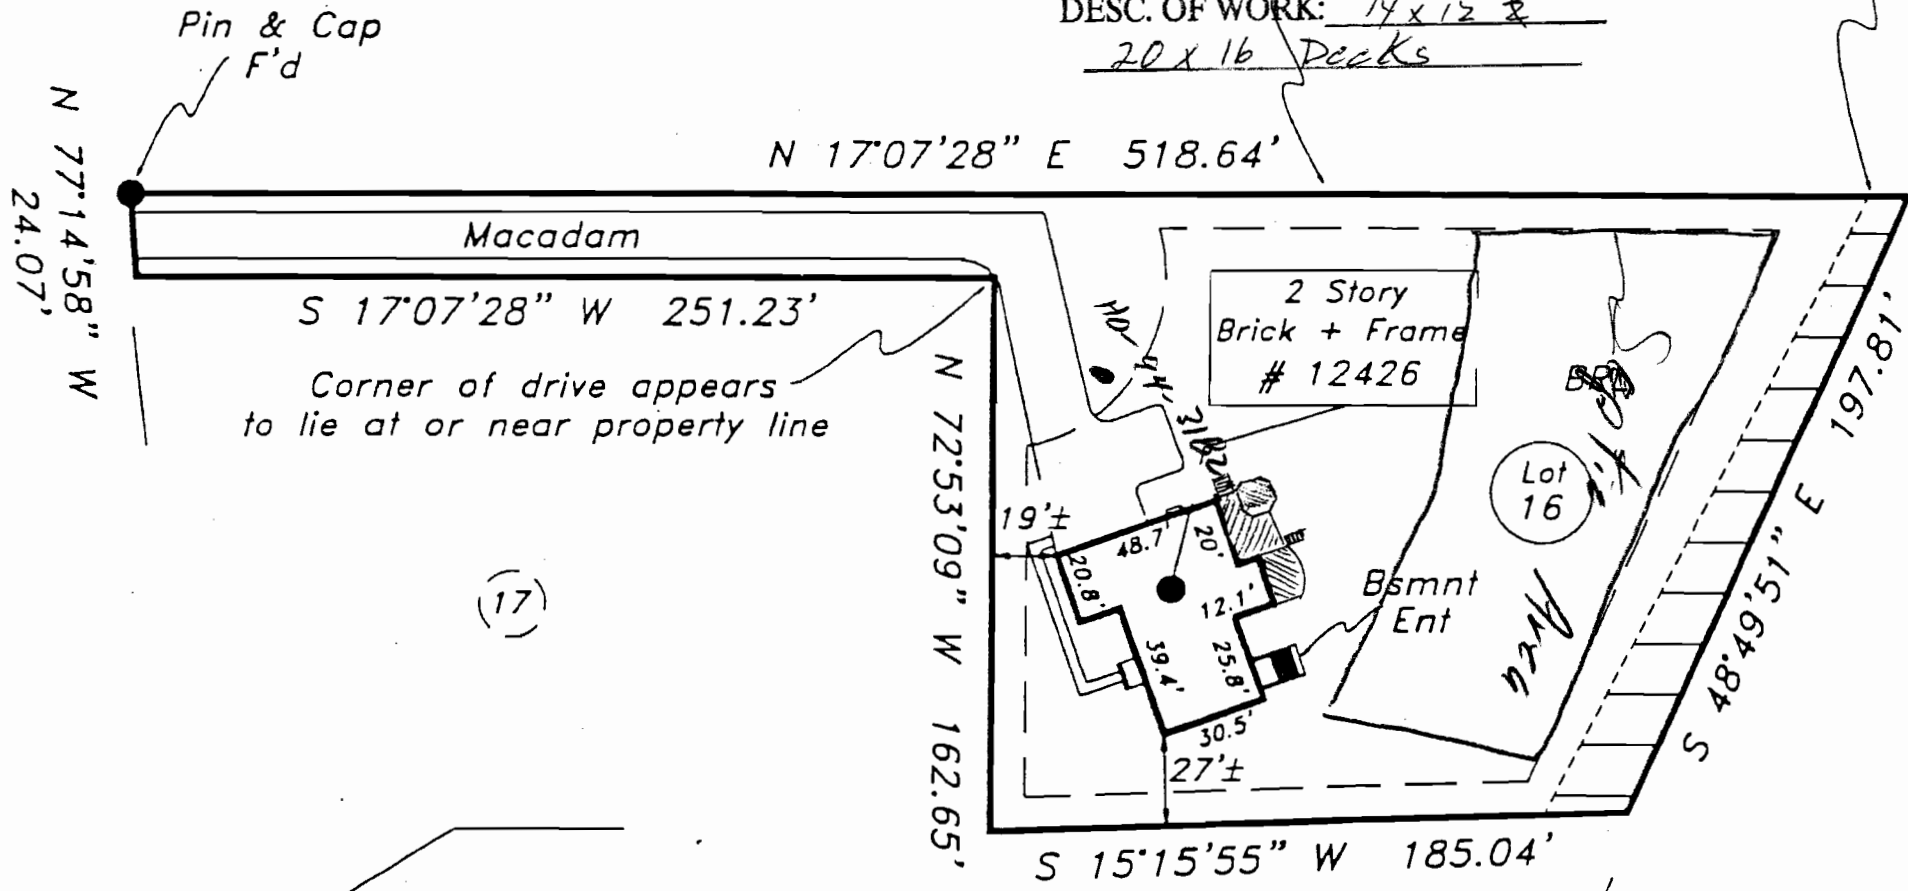 Pin & Cap
F'd
DESC. OF WORK: 14 x 12 &
20 x 16 Decks
N 77°14'58" W
24.07'
N 17°07'28" E 518.64'
Macadam
S 17°07'28" W 251.23'
Corner of drive appears
to lie at or near property line
N 72°53'09" W 162.65'
2 Story
Brick + Frame
# 12426
44'
19'±
48.7'
20'
20.8'
12.1'
39.4'
25.8'
30.5'
27'±
Bsmnt
Ent
Lot
16
Area
17
S 48°49'51" E 197.81'
S 15°15'55" W 185.04'